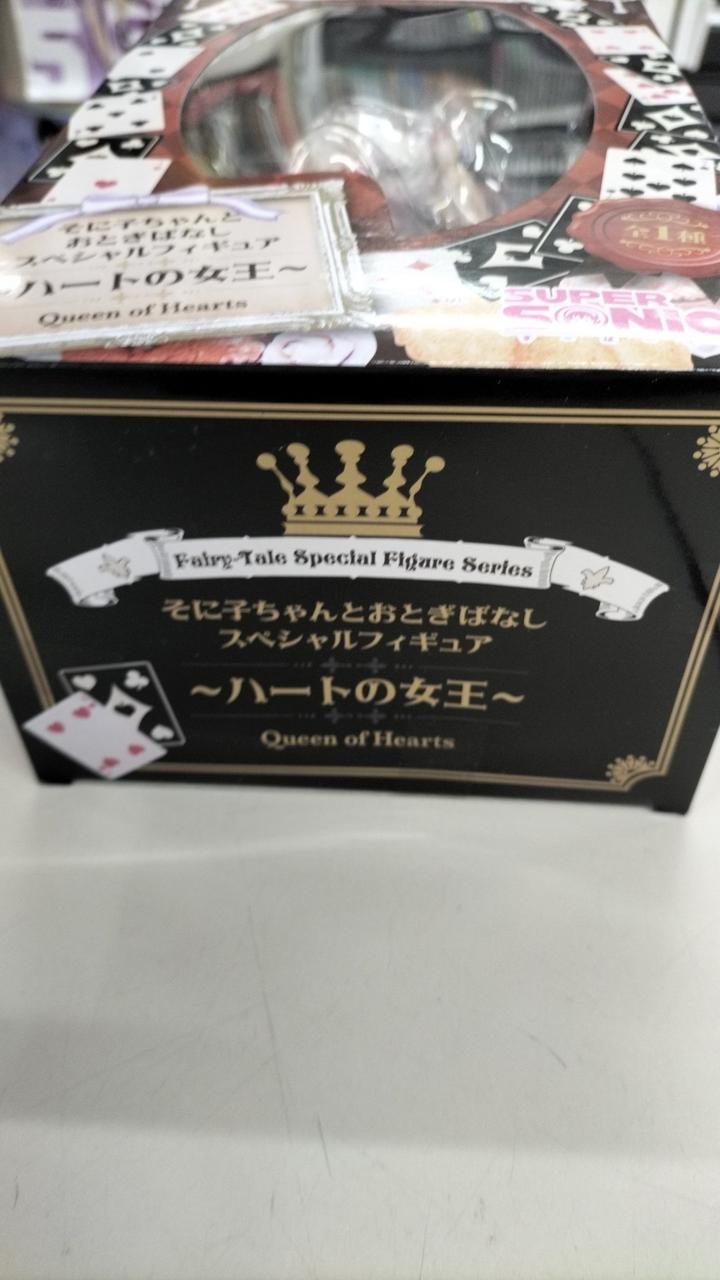 そに子ちゃんと
おとぎばなし
スペシャルフィギュア
~ハートの女王~
Queen of Hearts
全1種
SUPER
SONIC
Fairy-Tale Special Figure Series
そに子ちゃんとおとぎばなし
スペシャルフィギュア
~ハートの女王~
Queen of Hearts